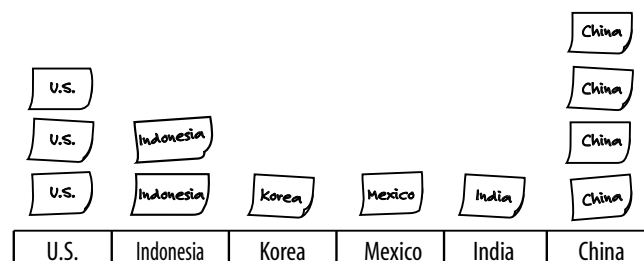 China
U.S. China
U.S. Indonesia China
U.S. Indonesia Korea Mexico India China
U.S. Indonesia Korea Mexico India China